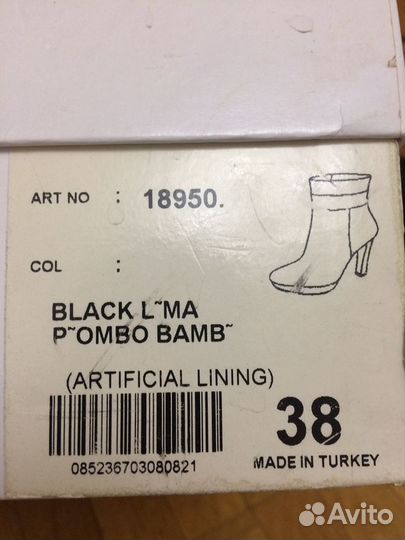 ART NO : 18950.
COL :
BLACK L˜MA
P˜OMBO BAMB˜
(ARTIFICIAL LINING)
38
085236703080821
MADE IN TURKEY
Avito